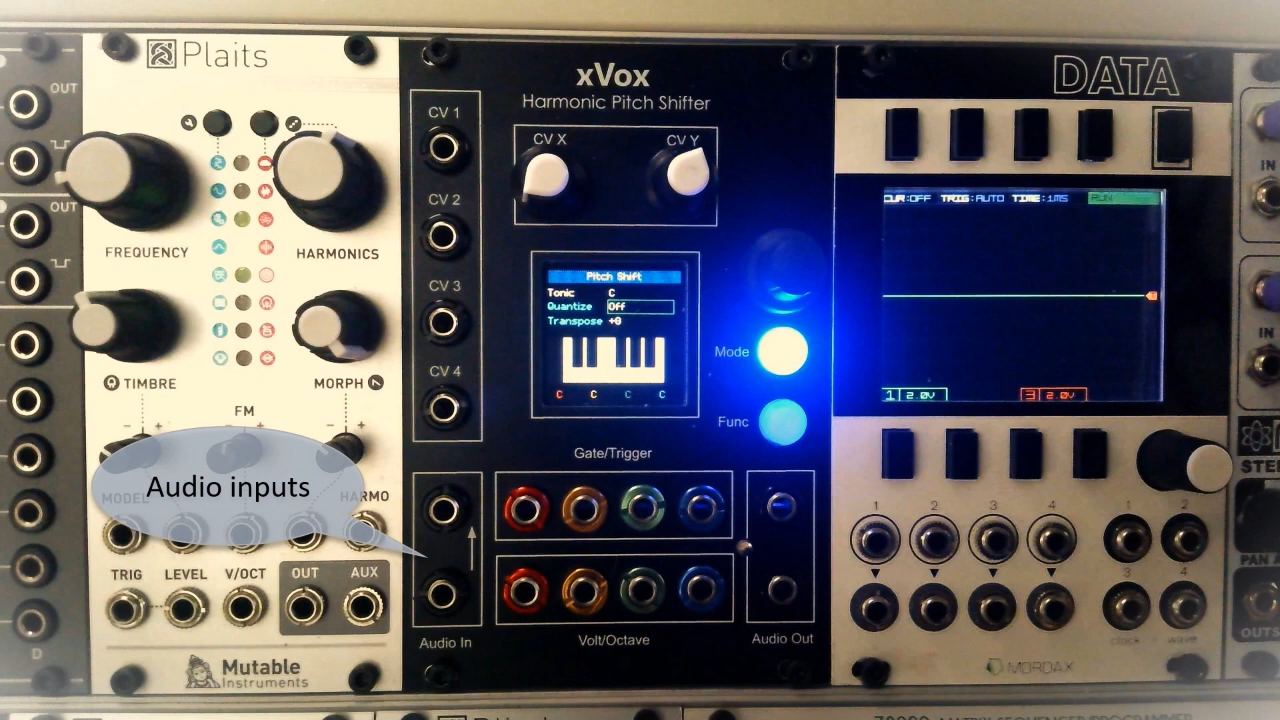 OUT
OUT
D
Plaits
FREQUENCY
HARMONICS
TIMBRE
MORPH
FM
- +
+
- +
Audio inputs
MODEL
HARMO
TRIG
LEVEL
V/OCT
OUT
AUX
Mutable
Instruments
xVox
Harmonic Pitch Shifter
CV 1
CV 2
CV 3
CV 4
CV X
CV Y
Pitch Shift
Tonic C
Quantize Off
Transpose +0
C C C C
Mode
Func
Gate/Trigger
Volt/Octave
Audio In
Audio Out
DATA
CUR:OFF TRIG:AUTO TIME:1MS RUN
1 2.0V
3 2.0V
1 2 3 4
1 2
3 4
clock wave
MORDAX
IN
IN
STE
PAN
OUTS